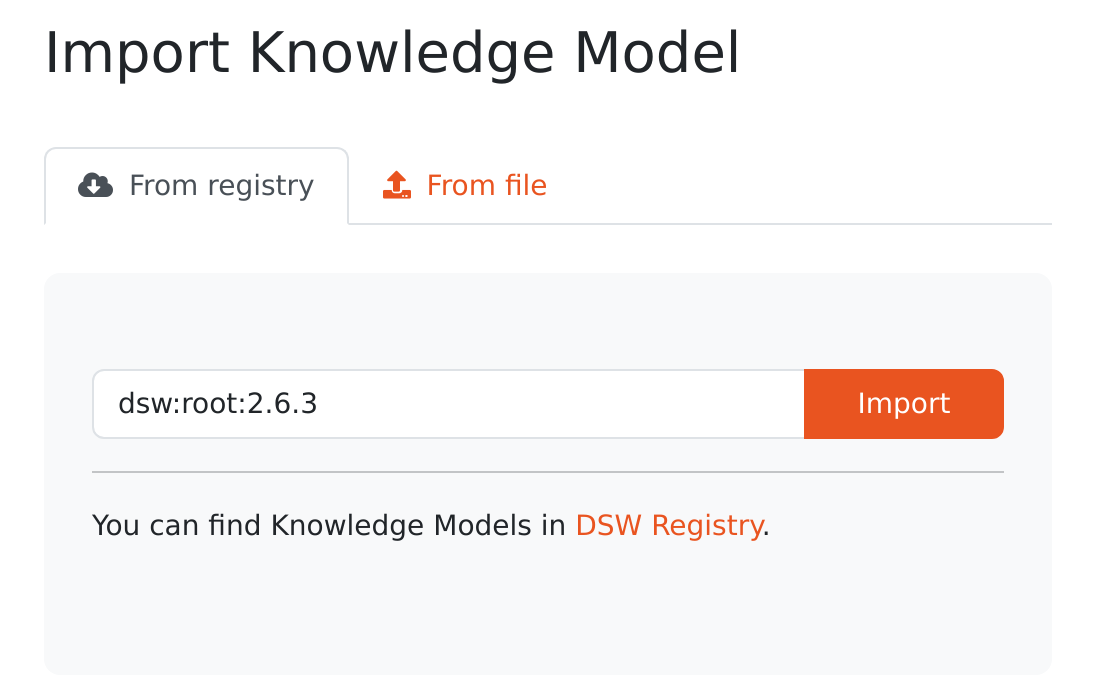 Import Knowledge Model
From registry From file
dsw:root:2.6.3 Import
You can find Knowledge Models in DSW Registry.